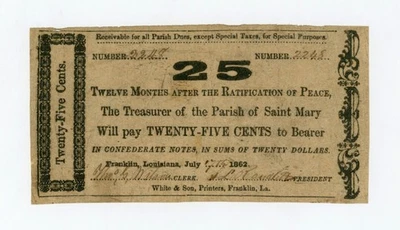 Receivable for all Parish Dues, except Special Taxes, for Special Purposes.
NUMBER NUMBER 2248
Twenty-Five Cents.
25
TWELVE MONTHS AFTER THE RATIFICATION OF PEACE,
The Treasurer of the Parish of Saint Mary
Will pay TWENTY-FIVE CENTS to Bearer
IN CONFEDERATE NOTES, IN SUMS OF TWENTY DOLLARS.
Franklin, Louisiana, July 1862.
CLERK. PRESIDENT
White & Son, Printers, Franklin, La.